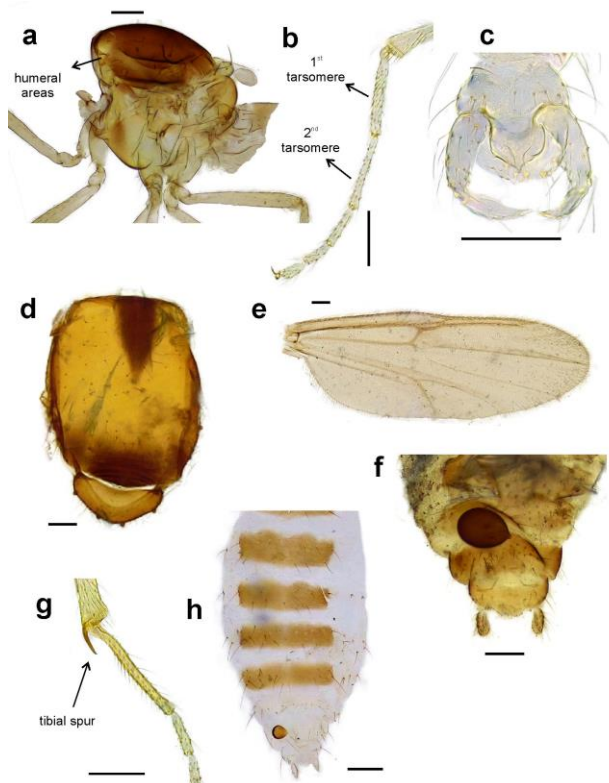 a
humeral
areas
b
1st
tarsomere
2nd
tarsomere
c
d
e
f
g
tibial spur
h